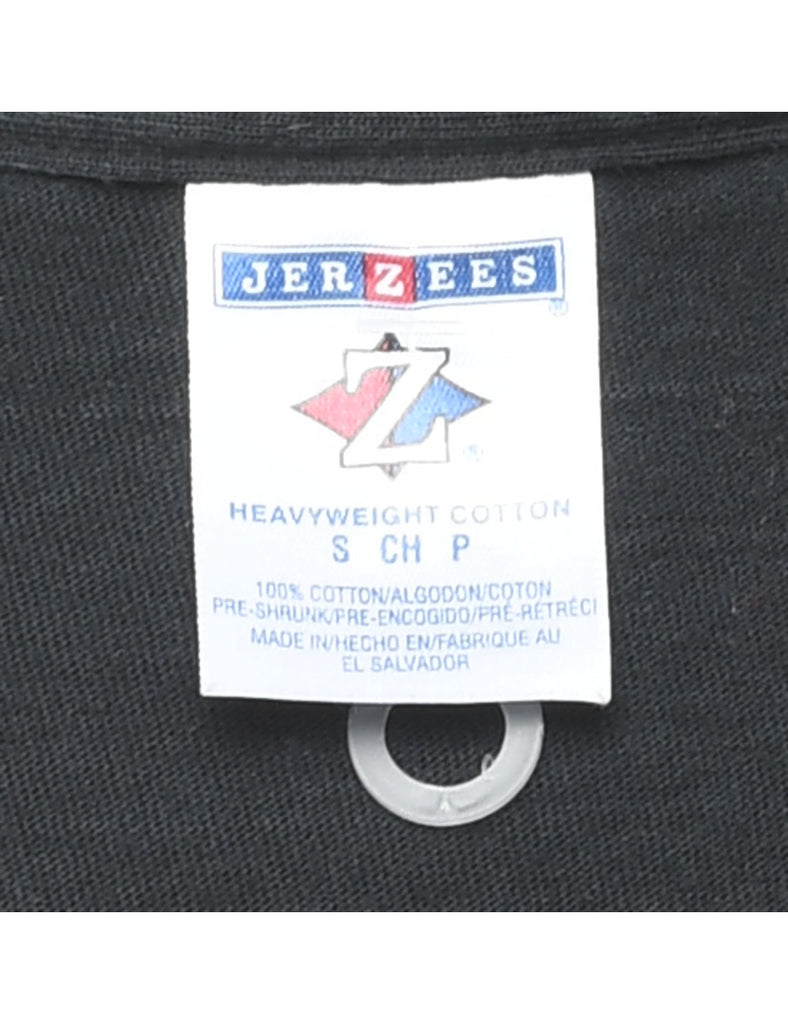 JERZEES®
Z®
HEAVYWEIGHT COTTON
S CH P
100% COTTON/ALGODON/COTON
PRE-SHRUNK/PRE-ENCOGIDO/PRÉ-RÉTRÉCI
MADE IN/HECHO EN/FABRIQUE AU
EL SALVADOR